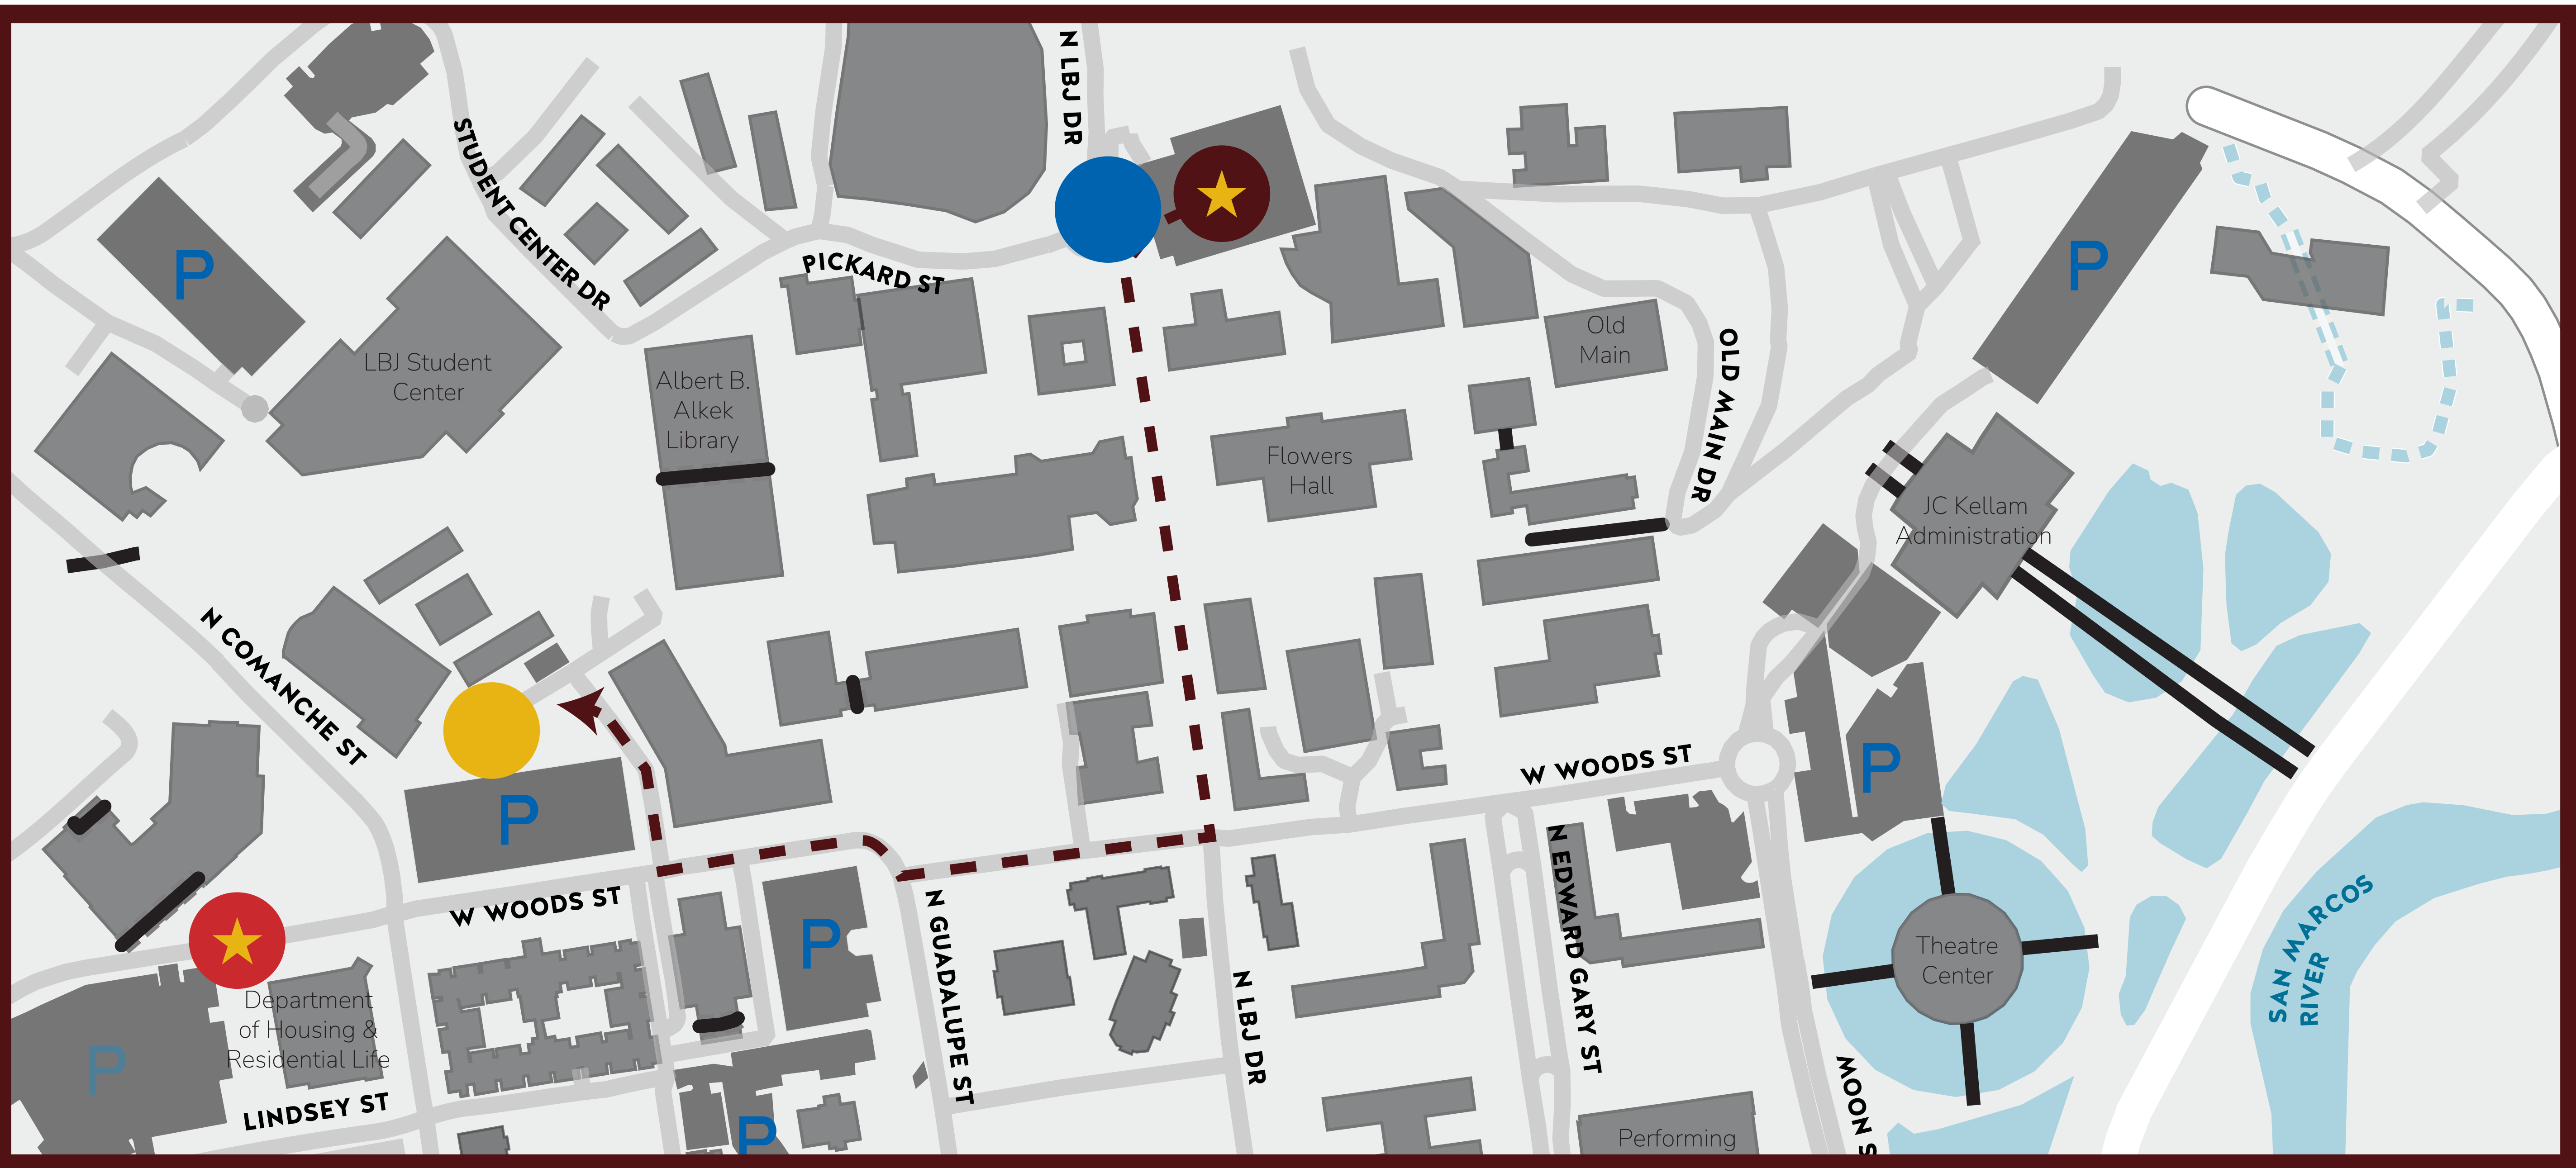 N LBJ DR
STUDENT CENTER DR
PICKARD ST
P
P
LBJ Student
Center
Albert B.
Alkek
Library
Old
Main
OLD MAIN DR
Flowers
Hall
JC Kellam
Administration
N COMANCHE ST
P
W WOODS ST
P
W WOODS ST
P
N GUADALUPE ST
N LBJ DR
N EDWARD GARY ST
Theatre
Center
SAN MARCOS
RIVER
Department
of Housing &
Residential Life
P
LINDSEY ST
P
Performing
MOON S